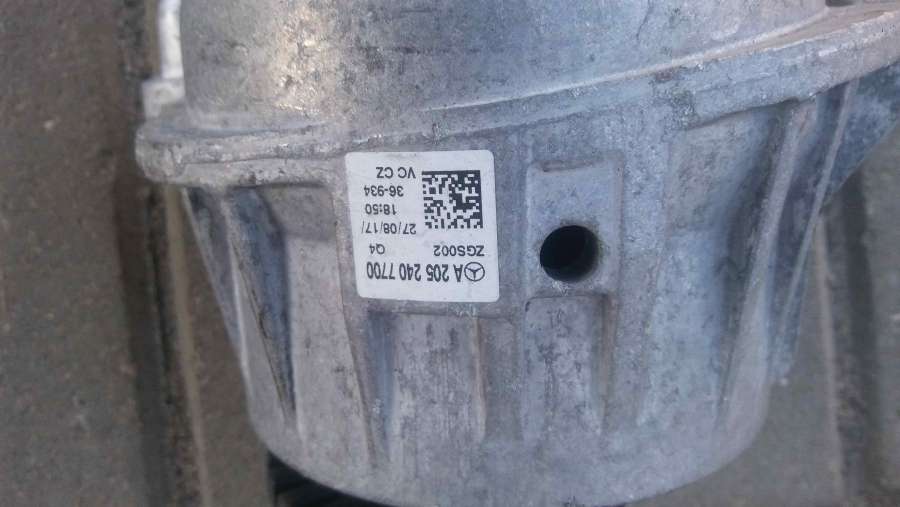 A 205 240 7700
ZGS002 Q4
27/08/17/
18:50
36-934
VC CZ